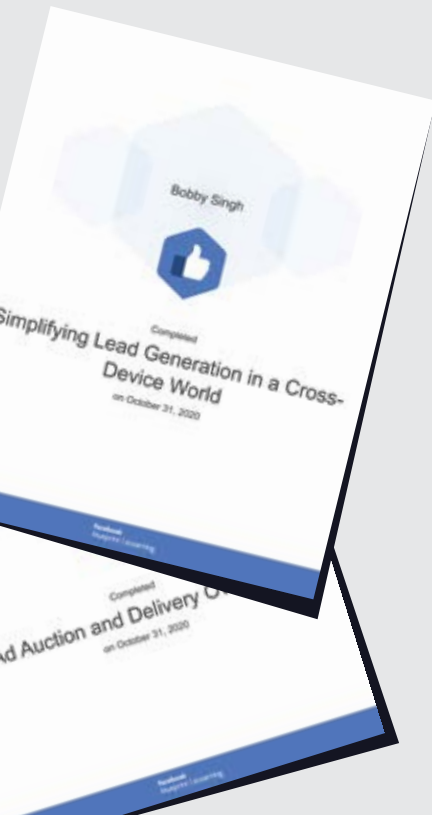 Bobby Singh
Completed
Simplifying Lead Generation in a Cross-
Device World
on October 31, 2020
facebook
blueprint | eLearning
Completed
Ad Auction and Delivery
on October 31, 2020
facebook
blueprint | eLearning